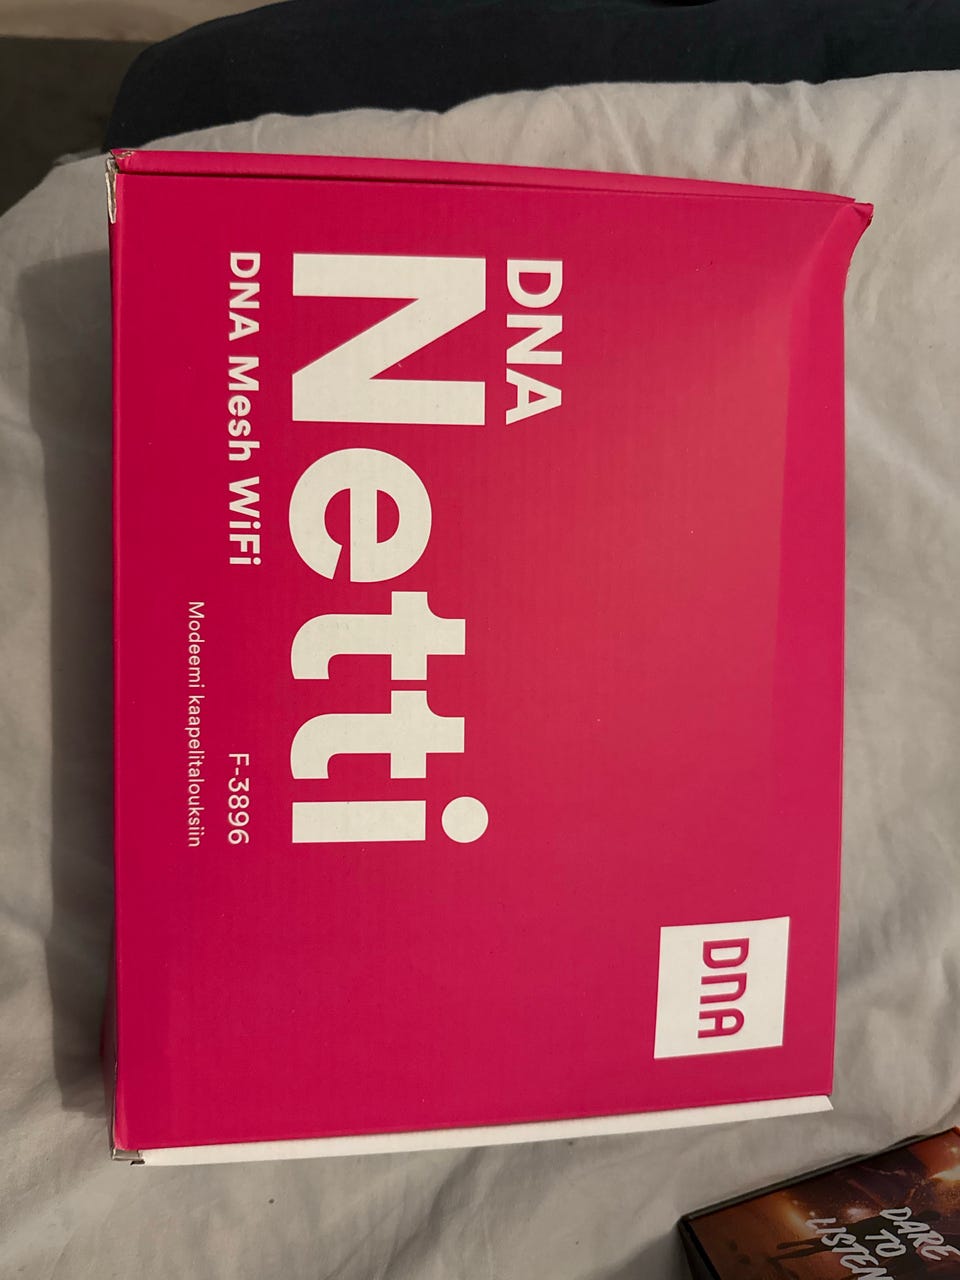 DNA
Netti
DNA Mesh WiFi
F-3896
Modeemi kaapelitalouksiin
DNA
DARE
TO
LISTEN